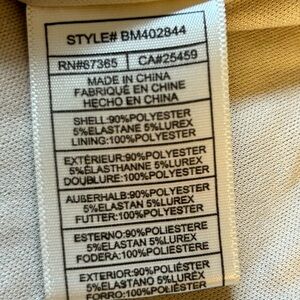 STYLE# BM402844
RN#67365 CA#25459
MADE IN CHINA
FABRIQUÉ EN CHINE
HECHO EN CHINA
SHELL:90%POLYESTER
5%ELASTANE 5%LUREX
LINING:100%POLYESTER
EXTÉRIEUR:90%POLYESTER
5%ELASTHANNE 5%LUREX
DOUBLURE:100%POLYESTER
AUßERHALB:90%POLYESTER
5%ELASTAN 5%LUREX
FUTTER:100%POLYESTER
ESTERNO:90%POLIESTERE
5%ELASTAN 5%LUREX
FODERA:100%POLIESTERE
EXTERIOR:90%POLIÉSTER
5%ELASTANO 5%LUREX
FORRO:100%POLIÉSTER